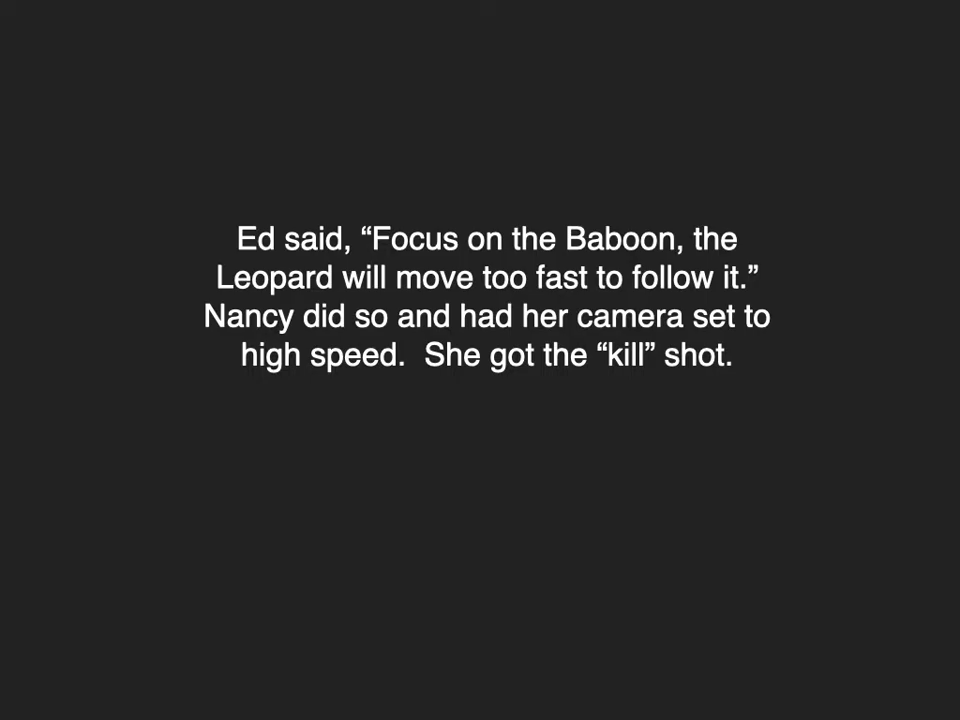 Ed said, “Focus on the Baboon, the
Leopard will move too fast to follow it.”
Nancy did so and had her camera set to
high speed.  She got the “kill” shot.